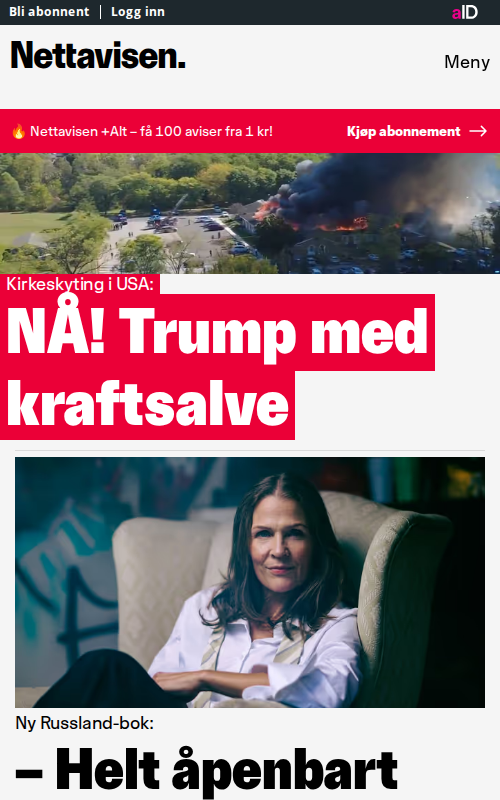 Bli abonnent | Logg inn
aID
Nettavisen.
Meny
🔥 Nettavisen +Alt – få 100 aviser fra 1 kr!
Kjøp abonnement →
Kirkeskyting i USA:
NÅ! Trump med
kraftsalve
Ny Russland-bok:
– Helt åpenbart